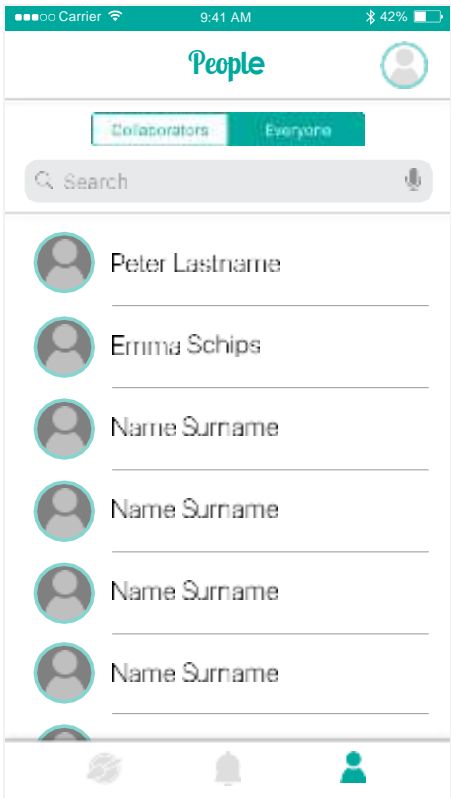 Carrier 9:41 AM 42%
People
Collaborators Everyone
Search
Peter Lastname
Emma Schips
Name Surname
Name Surname
Name Surname
Name Surname